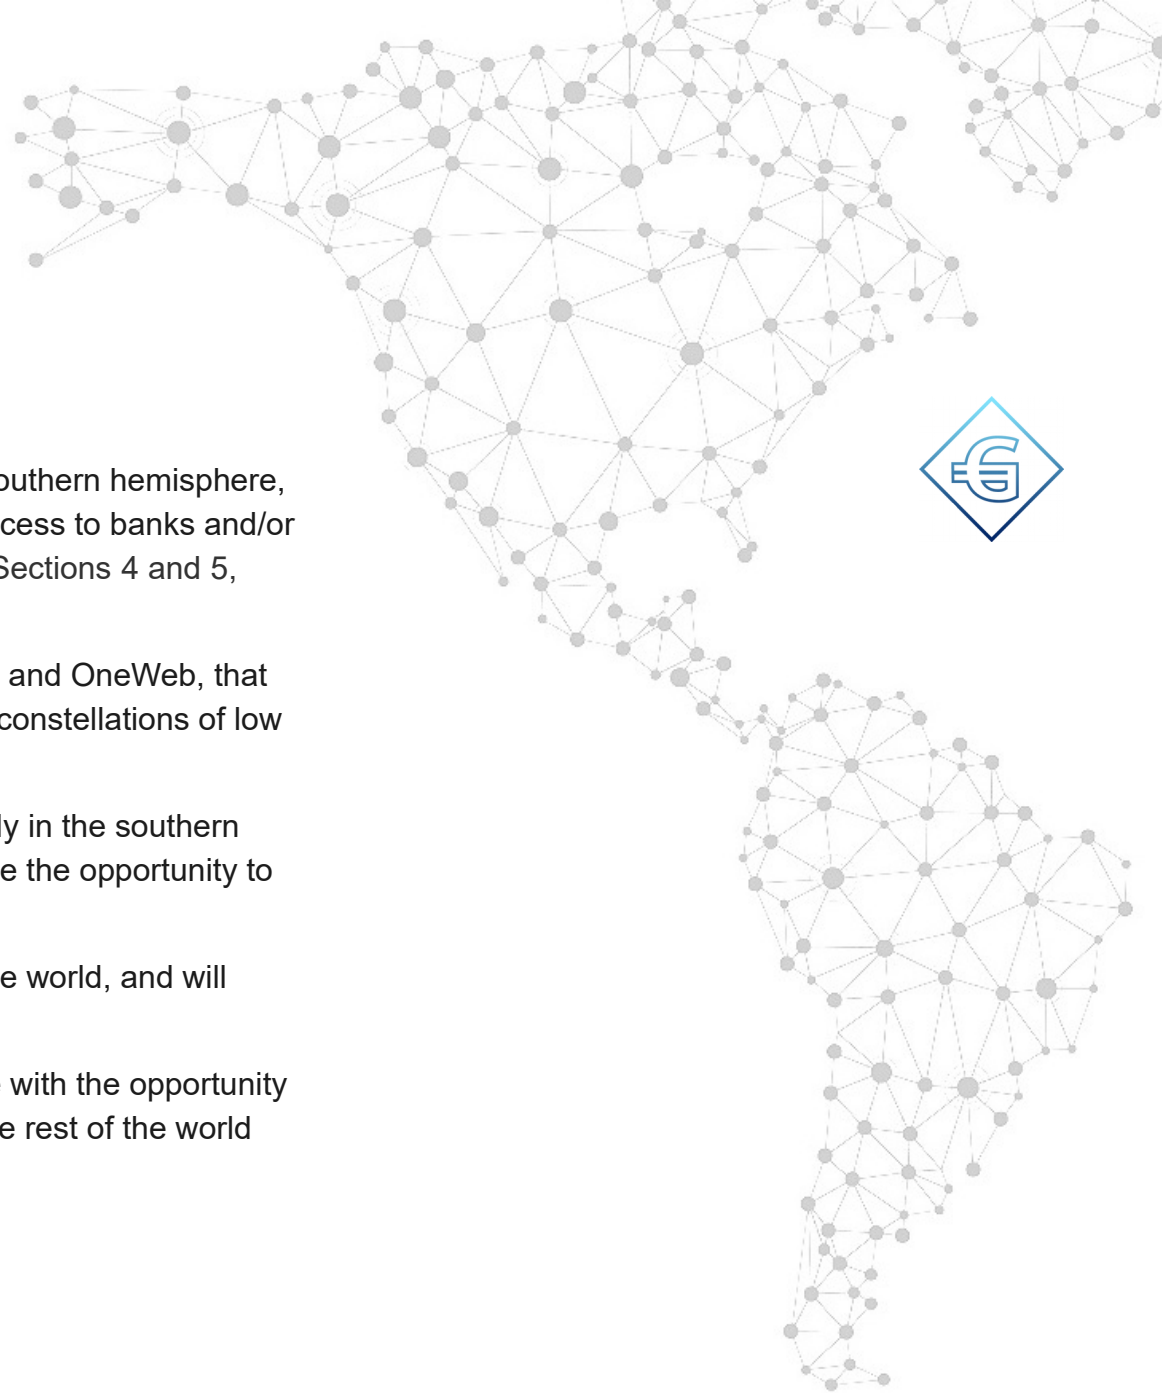 outhern hemisphere,
cess to banks and/or
Sections 4 and 5,
and OneWeb, that
constellations of low
ly in the southern
e the opportunity to
e world, and will
with the opportunity
e rest of the world